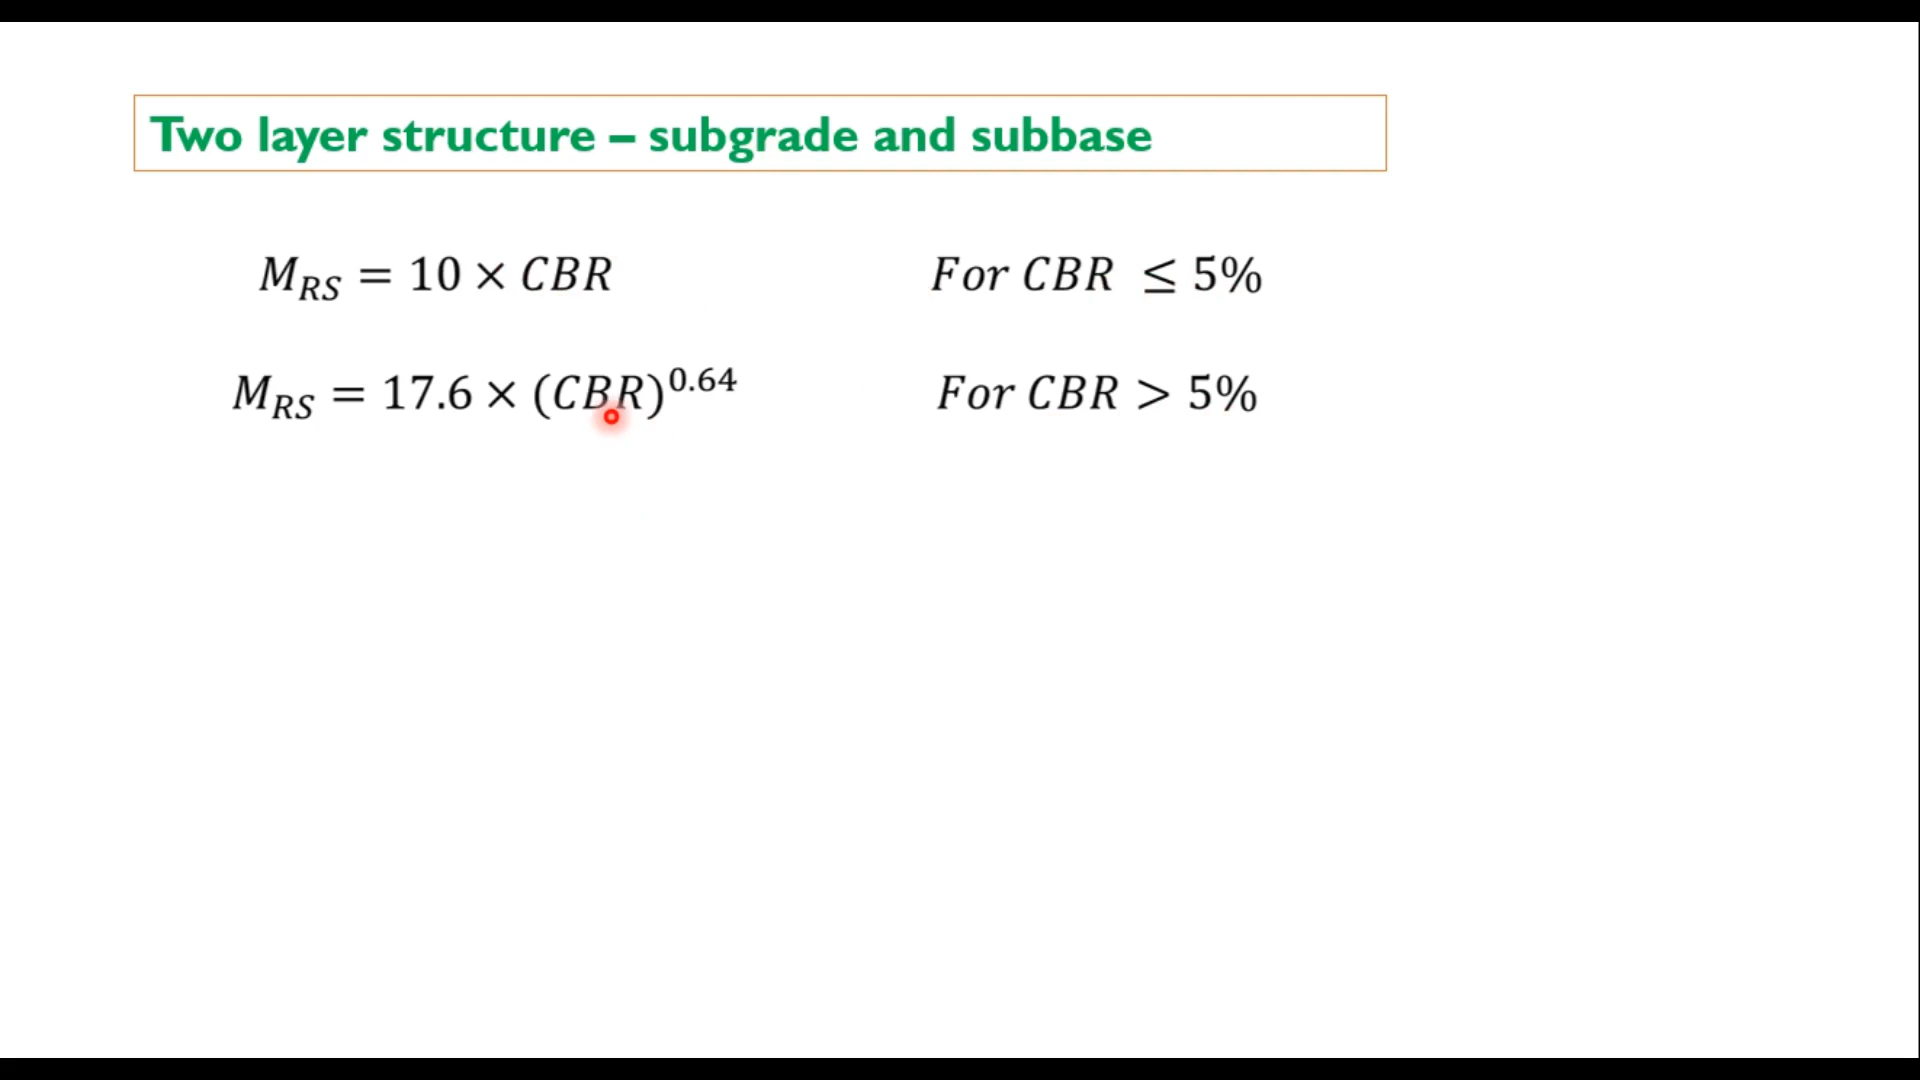 Two layer structure – subgrade and subbase
M_RS = 10 × CBR For CBR ≤ 5%
M_RS = 17.6 × (CBR)^0.64 For CBR > 5%